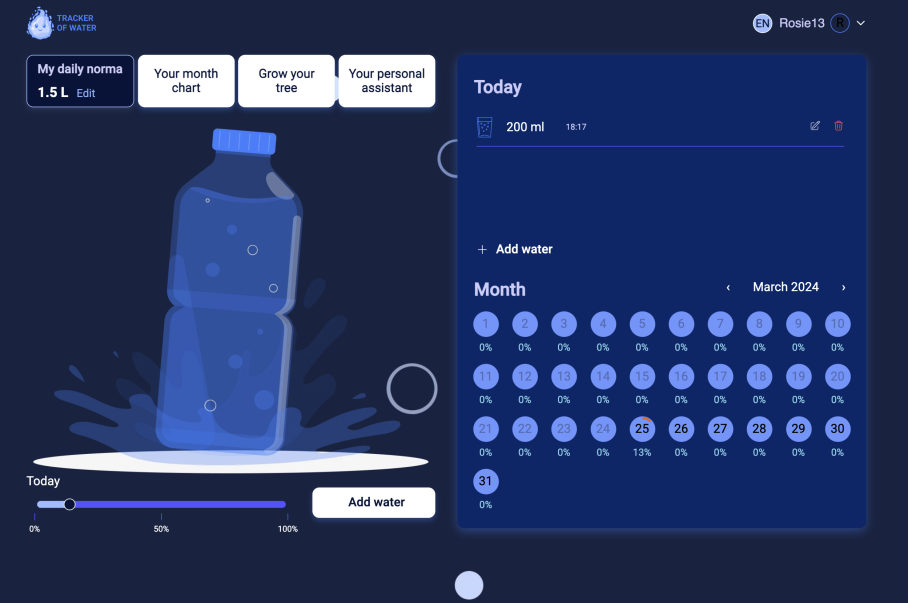 TRACKER
OF WATER
EN Rosie13 R
My daily norma
1.5 L Edit
Your month
chart
Grow your
tree
Your personal
assistant
Today
200 ml 18:17
+ Add water
Month
‹ March 2024 ›
1 2 3 4 5 6 7 8 9 10
0% 0% 0% 0% 0% 0% 0% 0% 0% 0%
11 12 13 14 15 16 17 18 19 20
0% 0% 0% 0% 0% 0% 0% 0% 0% 0%
21 22 23 24 25 26 27 28 29 30
0% 0% 0% 0% 13% 0% 0% 0% 0% 0%
31
0%
Today
Add water
0% 50% 100%